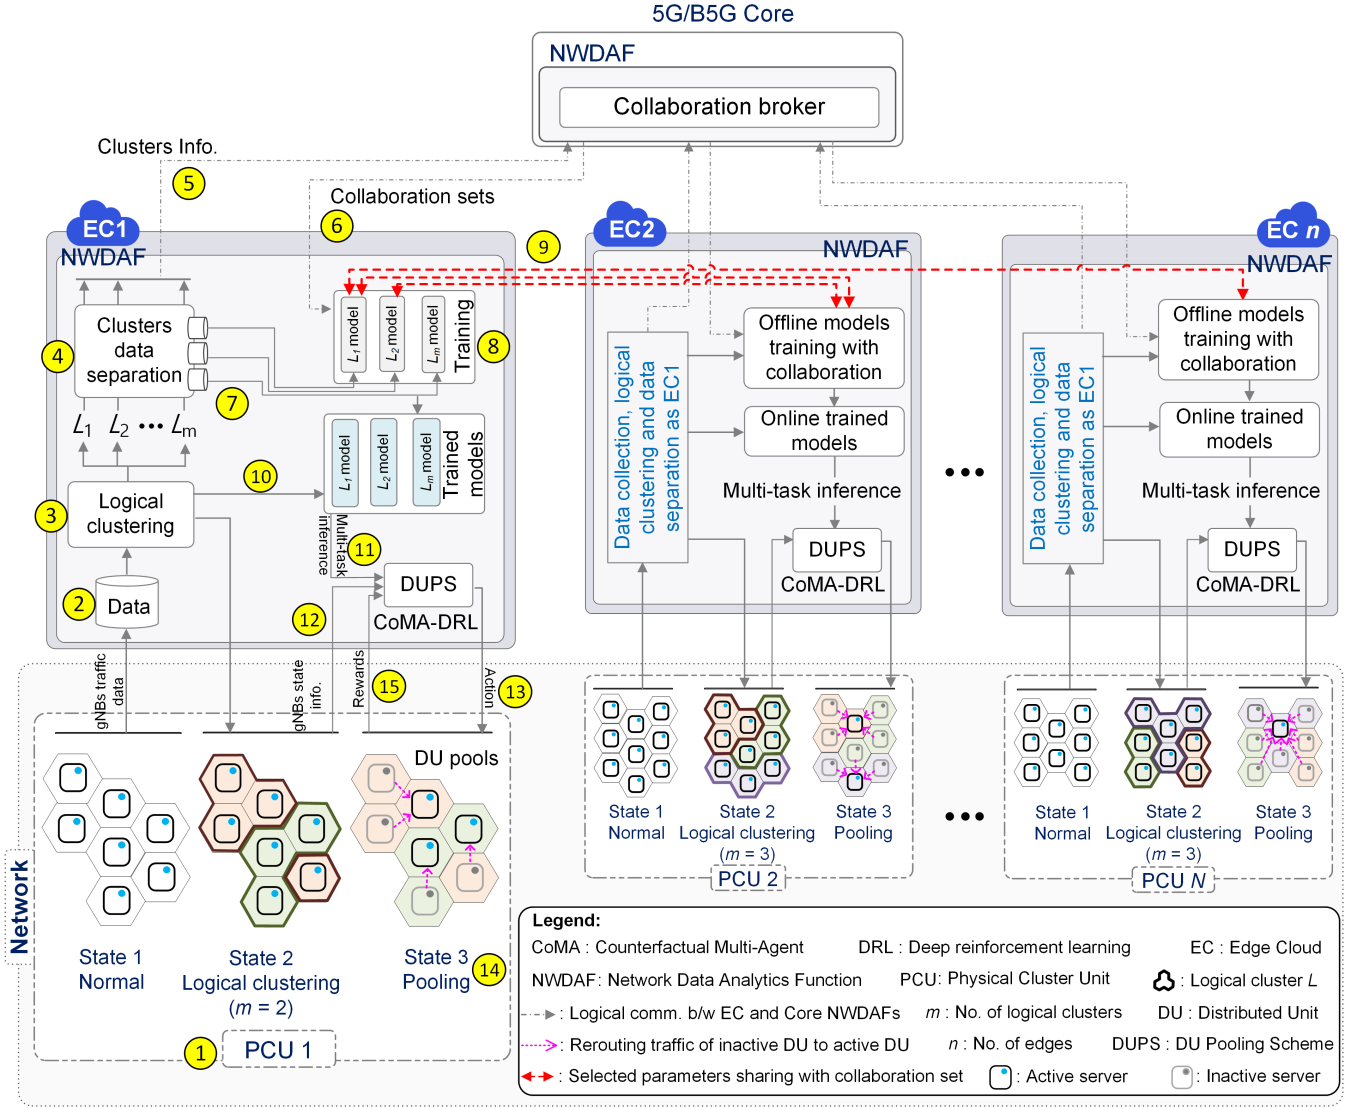 5G/B5G Core
NWDAF
Collaboration broker
Clusters Info.
5
Collaboration sets
6
9
EC1
NWDAF
EC2
NWDAF
EC n
NWDAF
Clusters
data
separation
4
7
L1 model
L2 model
Lm model
Training
8
L1 L2 ••• Lm
10
L1 model
L2 model
Lm model
Trained
models
Logical
clustering
3
Multi-task
inference
11
Data
2
DUPS
CoMA-DRL
12
gNBs traffic
data
gNBs state
info.
Rewards
15
Action
13
Data collection, logical
clustering and data
separation as EC1
Offline models
training with
collaboration
Online trained
models
Multi-task inference
DUPS
CoMA-DRL
•••
Data collection, logical
clustering and data
separation as EC1
Offline models
training with
collaboration
Online trained
models
Multi-task inference
DUPS
CoMA-DRL
Network
DU pools
State 1
Normal
State 2
Logical clustering
(m = 2)
State 3
Pooling
14
1
PCU 1
State 1
Normal
State 2
Logical clustering
(m = 3)
State 3
Pooling
PCU 2
•••
State 1
Normal
State 2
Logical clustering
(m = 3)
State 3
Pooling
PCU N
Legend:
CoMA : Counterfactual Multi-Agent DRL : Deep reinforcement learning EC : Edge Cloud
NWDAF: Network Data Analytics Function PCU: Physical Cluster Unit : Logical cluster L
: Logical comm. b/w EC and Core NWDAFs m : No. of logical clusters DU : Distributed Unit
: Rerouting traffic of inactive DU to active DU n : No. of edges DUPS : DU Pooling Scheme
: Selected parameters sharing with collaboration set : Active server : Inactive server